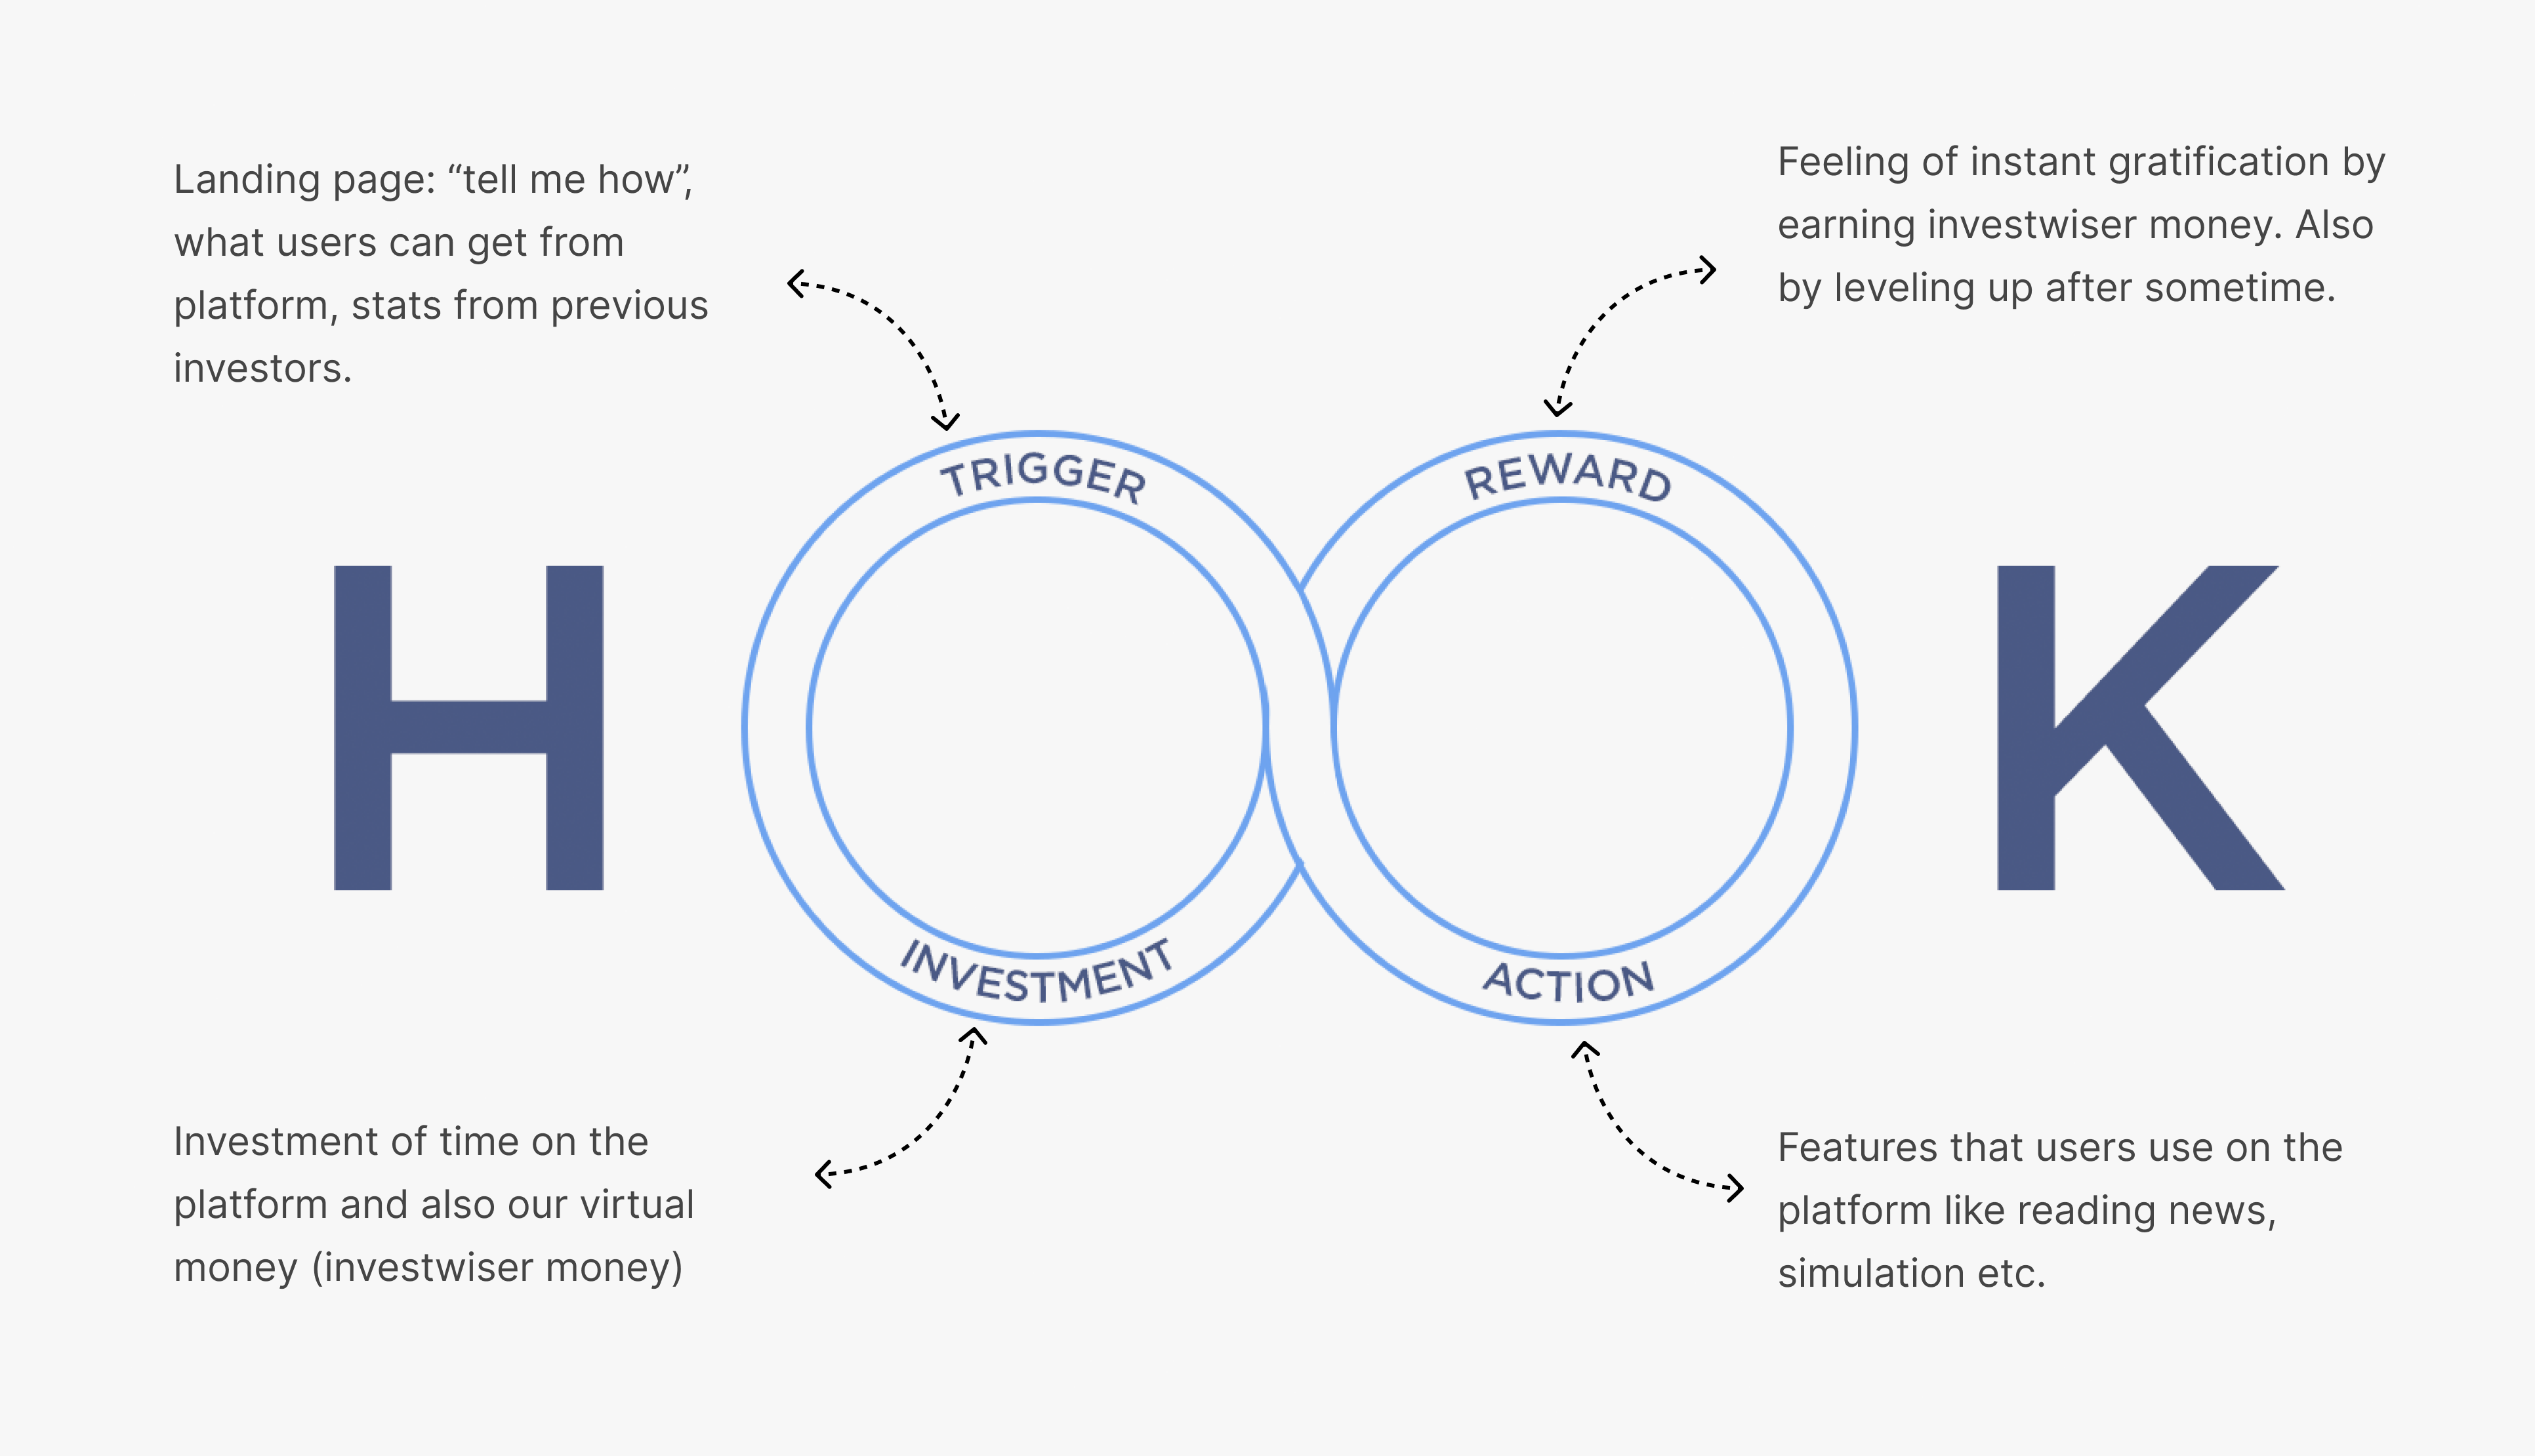 Landing page: “tell me how”,
what users can get from
platform, stats from previous
investors.
Feeling of instant gratification by
earning investwiser money. Also
by leveling up after sometime.
TRIGGER
REWARD
H
K
INVESTMENT
ACTION
Investment of time on the
platform and also our virtual
money (investwiser money)
Features that users use on the
platform like reading news,
simulation etc.